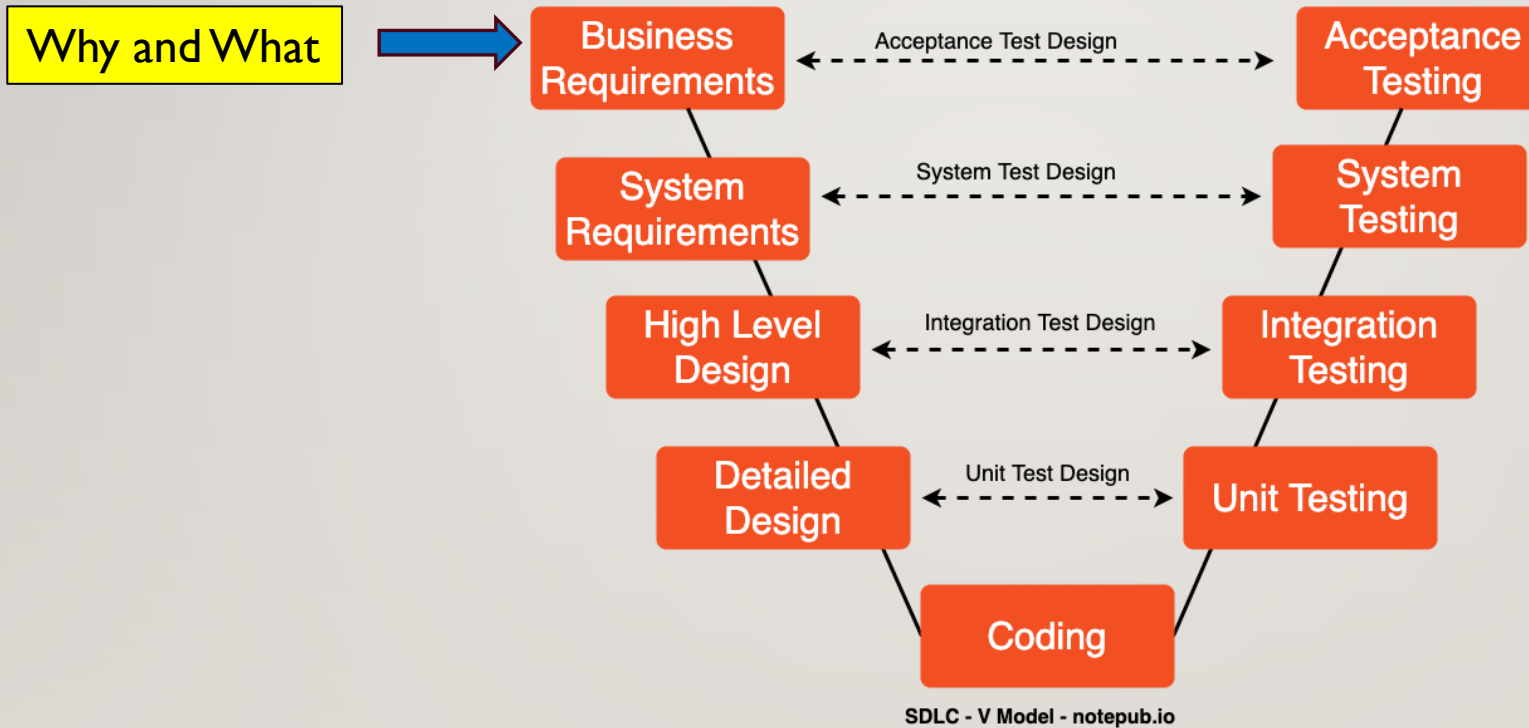 Why and What
Business
Requirements
Acceptance Test Design
Acceptance
Testing
System
Requirements
System Test Design
System
Testing
High Level
Design
Integration Test Design
Integration
Testing
Detailed
Design
Unit Test Design
Unit Testing
Coding
SDLC - V Model - notepub.io